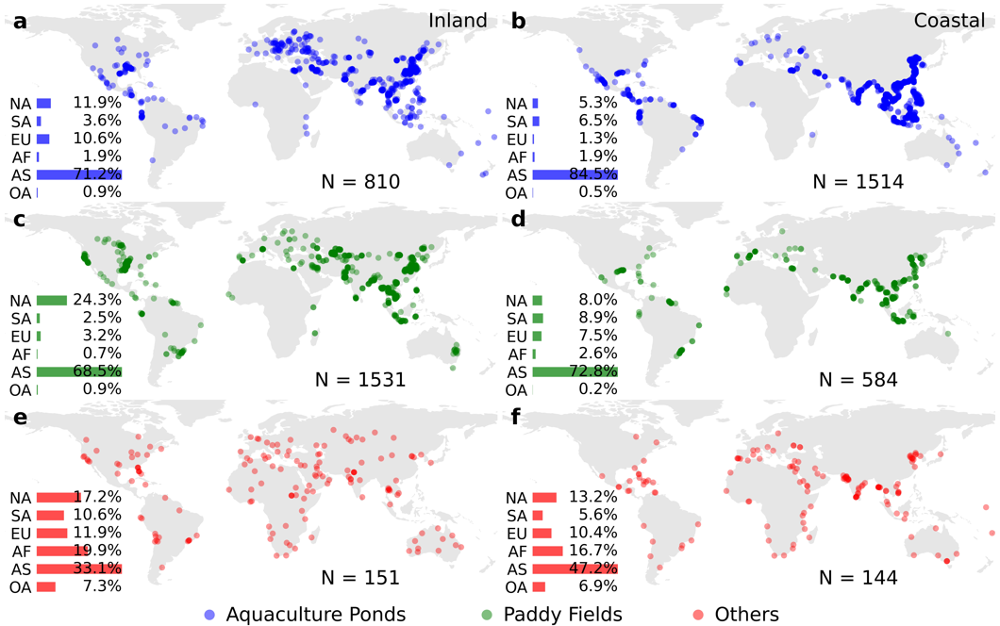 a
Inland
NA 11.9%
SA 3.6%
EU 10.6%
AF 1.9%
AS 71.2%
OA 0.9%
N = 810
b
Coastal
NA 5.3%
SA 6.5%
EU 1.3%
AF 1.9%
AS 84.5%
OA 0.5%
N = 1514
c
NA 24.3%
SA 2.5%
EU 3.2%
AF 0.7%
AS 68.5%
OA 0.9%
N = 1531
d
NA 8.0%
SA 8.9%
EU 7.5%
AF 2.6%
AS 72.8%
OA 0.2%
N = 584
e
NA 17.2%
SA 10.6%
EU 11.9%
AF 19.9%
AS 33.1%
OA 7.3%
N = 151
f
NA 13.2%
SA 5.6%
EU 10.4%
AF 16.7%
AS 47.2%
OA 6.9%
N = 144
Aquaculture Ponds Paddy Fields Others